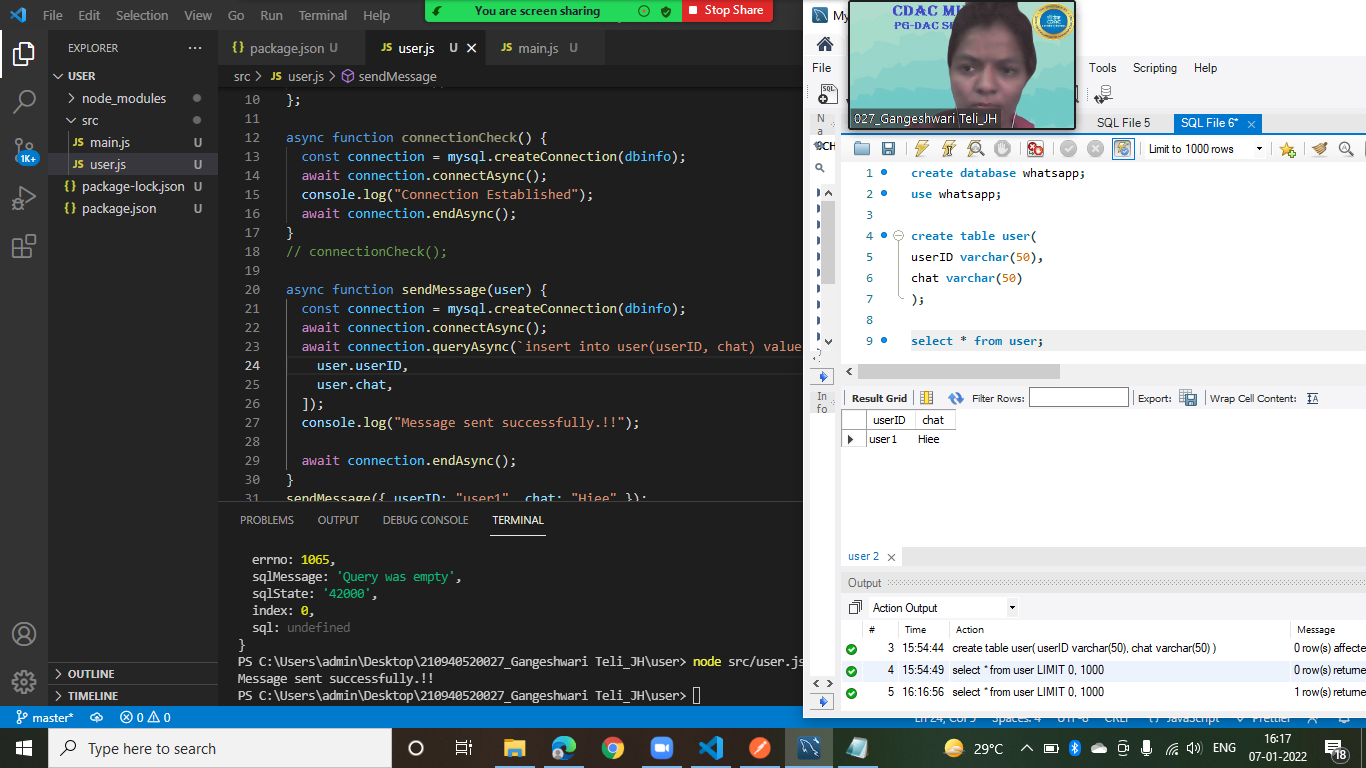 File Edit Selection View Go Run Terminal Help
You are screen sharing
Stop Share
EXPLORER
USER
node_modules
src
JS main.js U
JS user.js U
{} package-lock.json U
{} package.json U
OUTLINE
TIMELINE
1K+
{} package.json U
JS user.js U
JS main.js U
src > JS user.js > sendMessage
10 };
11
12 async function connectionCheck() {
13 const connection = mysql.createConnection(dbinfo);
14 await connection.connectAsync();
15 console.log("Connection Established");
16 await connection.endAsync();
17 }
18 // connectionCheck();
19
20 async function sendMessage(user) {
21 const connection = mysql.createConnection(dbinfo);
22 await connection.connectAsync();
23 await connection.queryAsync(`insert into user(userID, chat) value
24 user.userID,
25 user.chat,
26 ]);
27 console.log("Message sent successfully.!!");
28
29 await connection.endAsync();
30 }
31 sendMessage({ userID: "user1", chat: "Hiee" });
PROBLEMS OUTPUT DEBUG CONSOLE TERMINAL
errno: 1065,
sqlMessage: 'Query was empty',
sqlState: '42000',
index: 0,
sql: undefined
}
PS C:\Users\admin\Desktop\210940520027_Gangeshwari Teli_JH\user> node src/user.js
Message sent successfully.!!
PS C:\Users\admin\Desktop\210940520027_Gangeshwari Teli_JH\user>
master* 0 0
Ln 24, Col 5 Spaces: 4 UTF-8 CRLF {} JavaScript Prettier
My
CDAC MU
PG-DAC S
027_Gangeshwari Teli_JH
File
Tools Scripting Help
SQL File 5
SQL File 6*
Limit to 1000 rows
Na
SCH
In
fo
1 create database whatsapp;
2 use whatsapp;
3
4 create table user(
5 userID varchar(50),
6 chat varchar(50)
7 );
8
9 select * from user;
Result Grid Filter Rows: Export: Wrap Cell Content: IA
userID chat
user1 Hiee
user 2
Output
Action Output
# Time Action Message
3 15:54:44 create table user( userID varchar(50), chat varchar(50) ) 0 row(s) affecte
4 15:54:49 select * from user LIMIT 0, 1000 0 row(s) returne
5 16:16:56 select * from user LIMIT 0, 1000 1 row(s) returne
Type here to search
29°C
ENG
16:17
07-01-2022
18